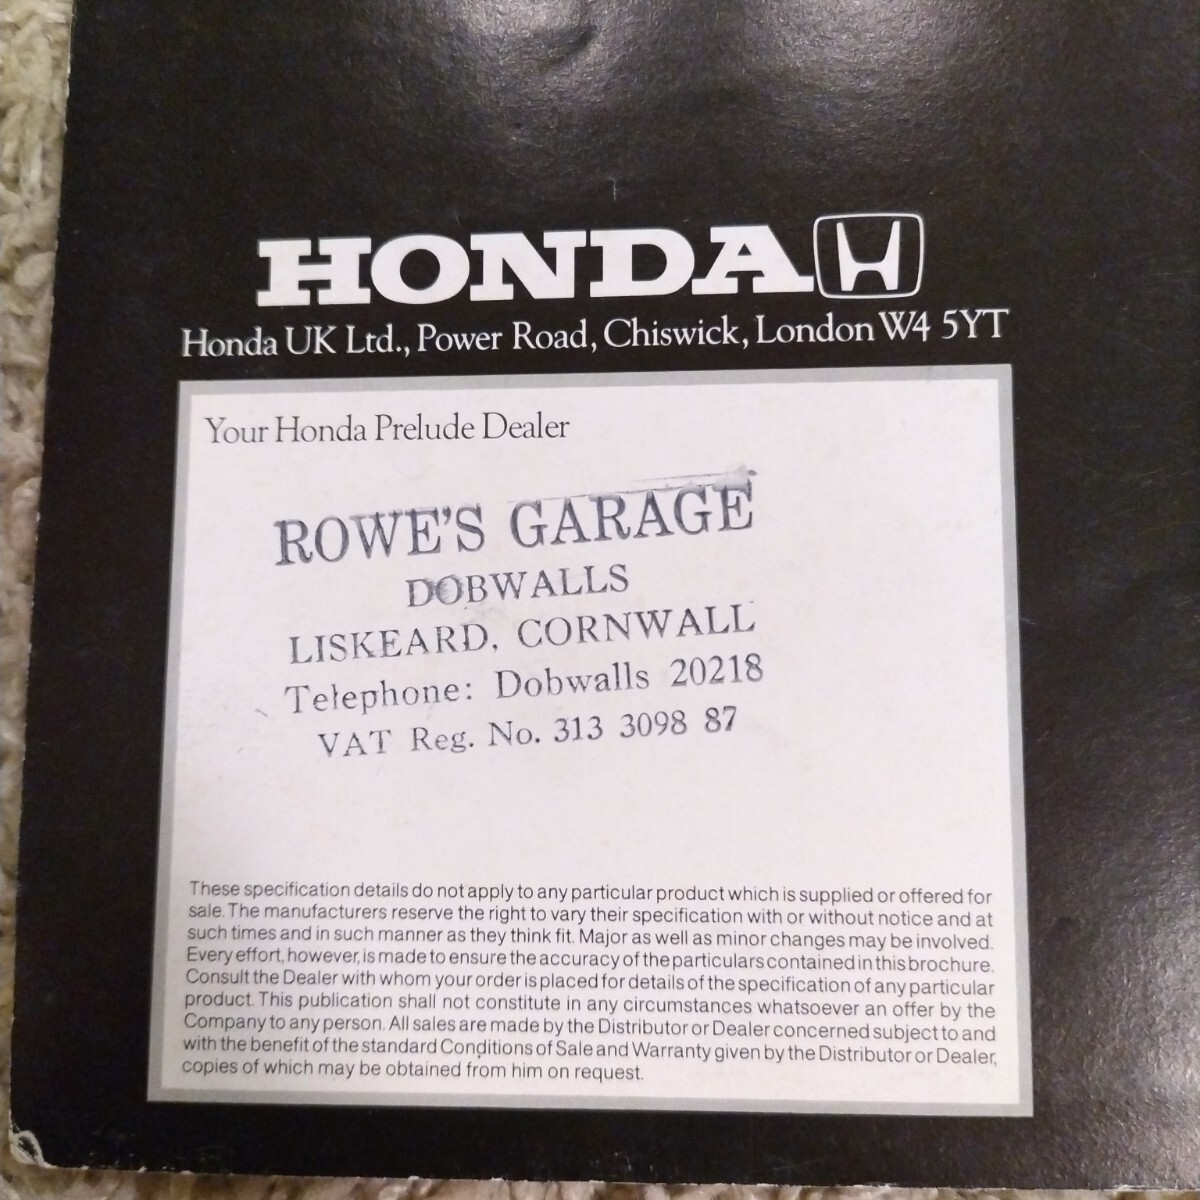 HONDA
Honda UK Ltd., Power Road, Chiswick, London W4 5YT
Your Honda Prelude Dealer
ROWE'S GARAGE
DOBWALLS
LISKEARD, CORNWALL
Telephone: Dobwalls 20218
VAT Reg. No. 313 3098 87
These specification details do not apply to any particular product which is supplied or offered for
sale. The manufacturers reserve the right to vary their specification with or without notice and at
such times and in such manner as they think fit. Major as well as minor changes may be involved.
Every effort, however, is made to ensure the accuracy of the particulars contained in this brochure.
Consult the Dealer with whom your order is placed for details of the specification of any particular
product. This publication shall not constitute in any circumstances whatsoever an offer by the
Company to any person. All sales are made by the Distributor or Dealer concerned subject to and
with the benefit of the standard Conditions of Sale and Warranty given by the Distributor or Dealer,
copies of which may be obtained from him on request.